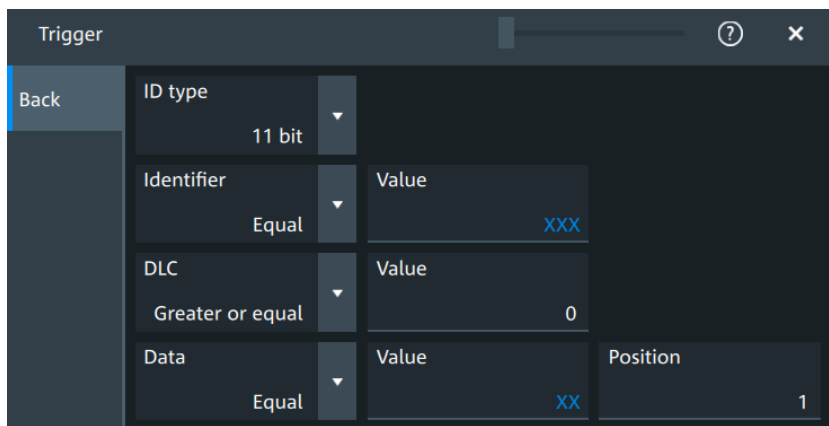 Trigger
?
×
Back
ID type
11 bit
Identifier
Equal
Value
XXX
DLC
Greater or equal
Value
0
Data
Equal
Value
XX
Position
1